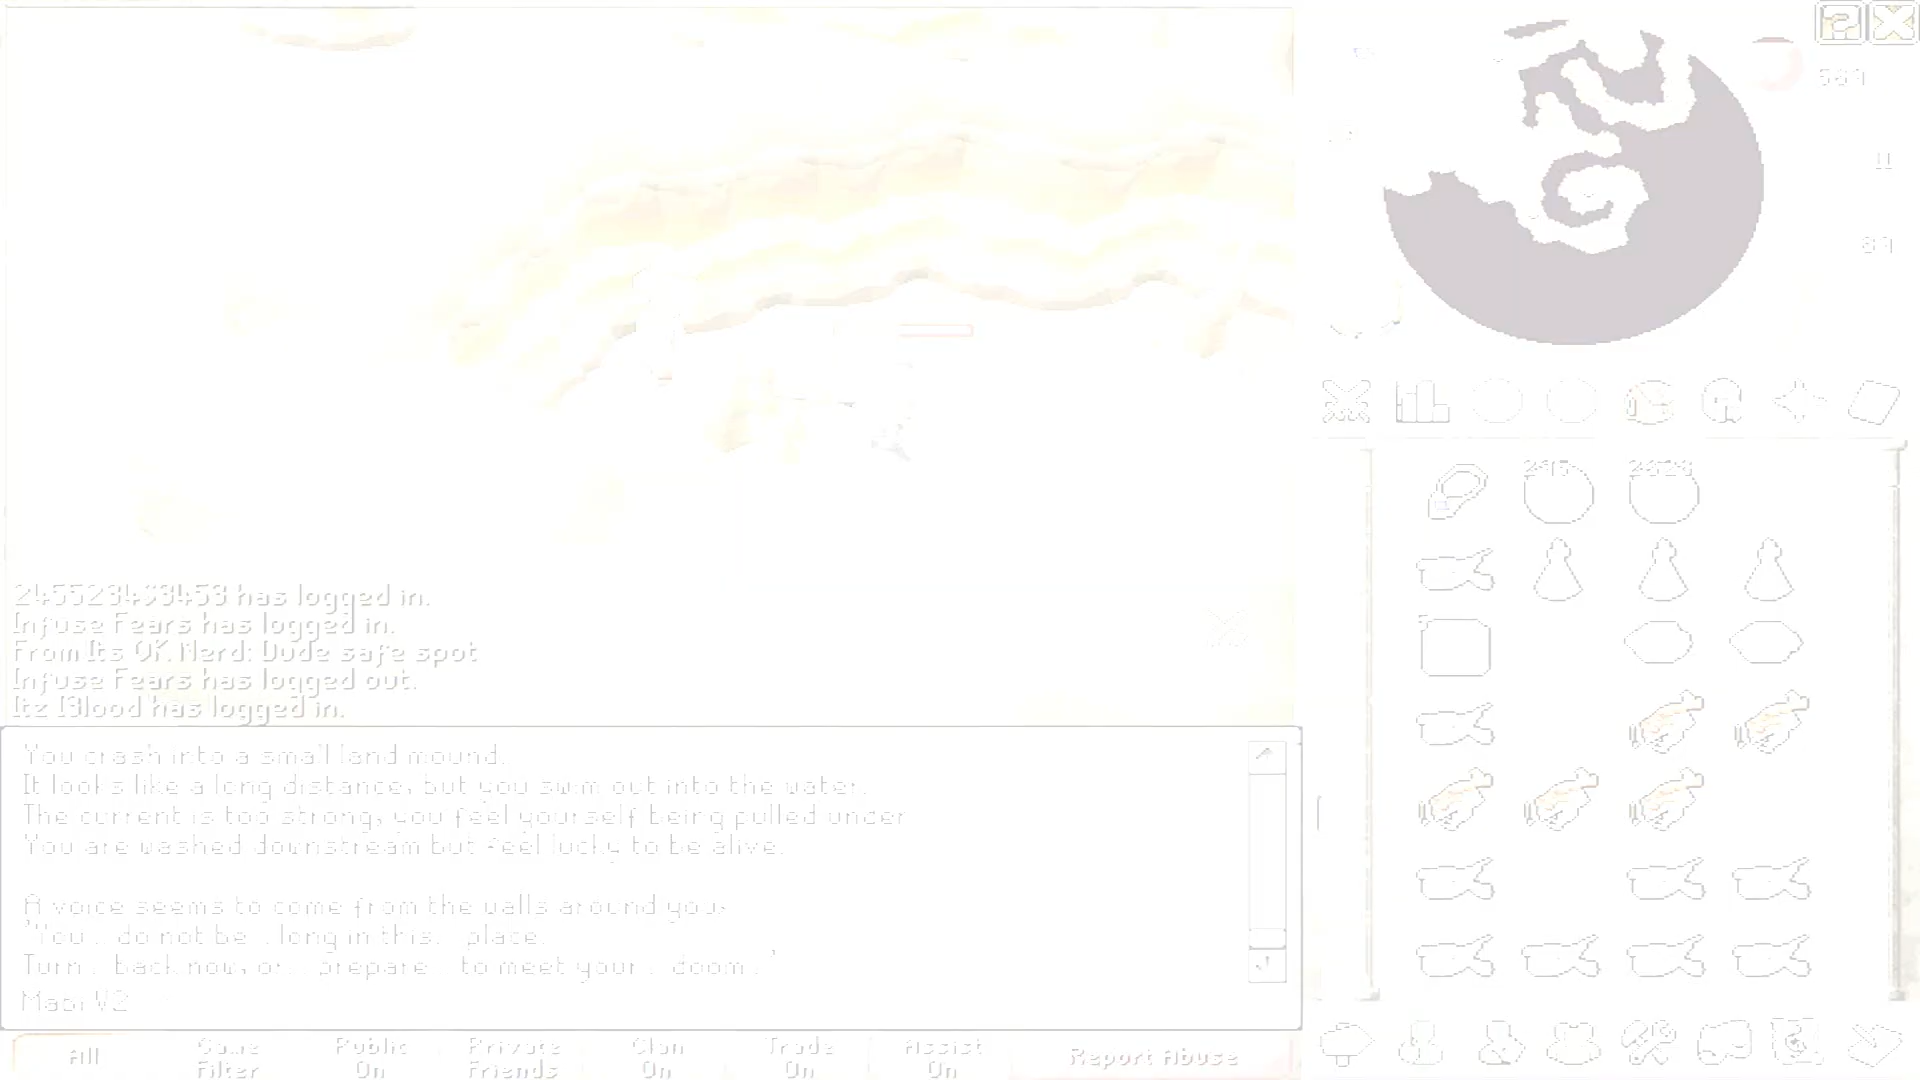 245523433453 has logged in.
Infuse Fears has logged in.
From Its OK Nerd: Dude safe spot
Infuse Fears has logged out.
Itz Blood has logged in.
You crash into a small land mound.
It looks like a long distance, but you swim out into the water.
The current is too strong, you feel yourself being pulled under
You are washed downstream but feel lucky to be alive.
A voice seems to come from the walls around you;
'You.. do not be.. long in this.. place.
Turn.. back now, or... prepare.. to meet your.. doom..'
All
Game
Filter
Public
On
Private
Friends
Clan
On
Trade
On
Assist
On
Report Abuse